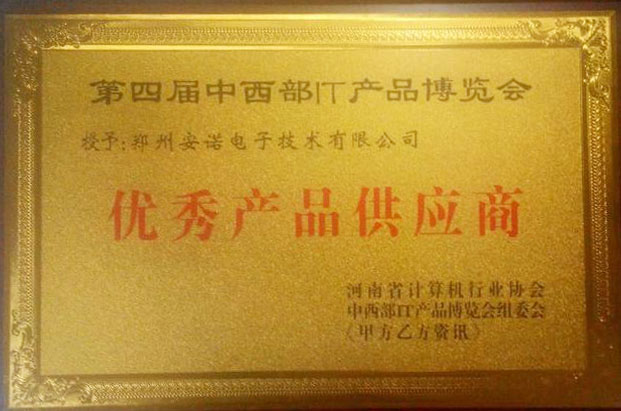 第四届中西部IT产品博览会
授予:郑州安诺电子技术有限公司
优秀产品供应商
河南省计算机行业协会
中西部IT产品博览会组委会
《甲方乙方资讯》